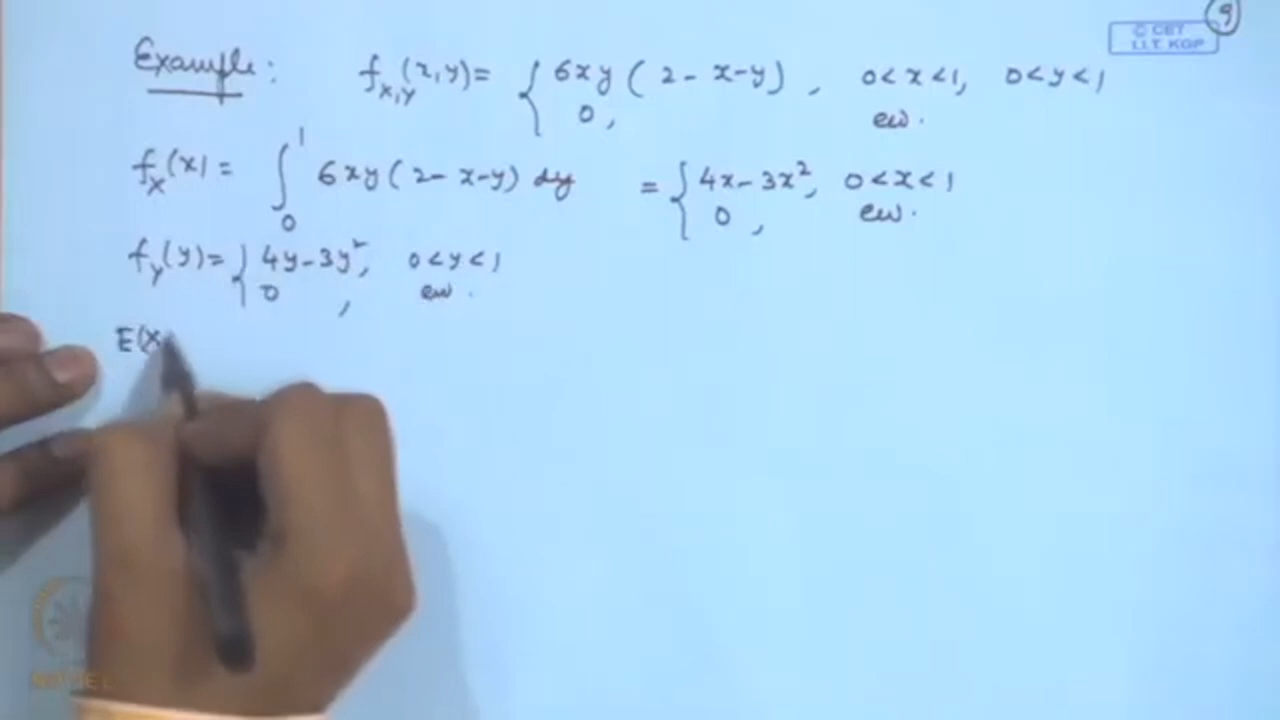 9
© CET
I.I.T. KGP
Example: f_{X,Y}(x,y) = { 6xy (2 - x-y), 0<x<1, 0<y<1
0, ew.
f_X(x) = ∫_0^1 6xy (2-x-y) dy = { 4x-3x², 0<x<1
0, ew.
f_Y(y) = { 4y-3y², 0<y<1
0, ew.
E(X